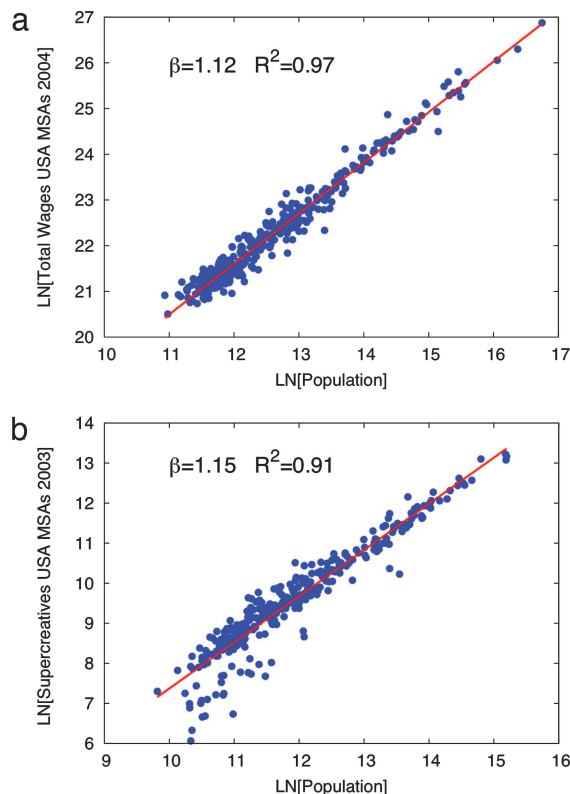 a
LN[Total Wages USA MSAs 2004]
β=1.12 R²=0.97
27
26
25
24
23
22
21
20
10 11 12 13 14 15 16 17
LN[Population]
b
LN[Supercreatives USA MSAs 2003]
β=1.15 R²=0.91
14
13
12
11
10
9
8
7
6
9 10 11 12 13 14 15 16
LN[Population]